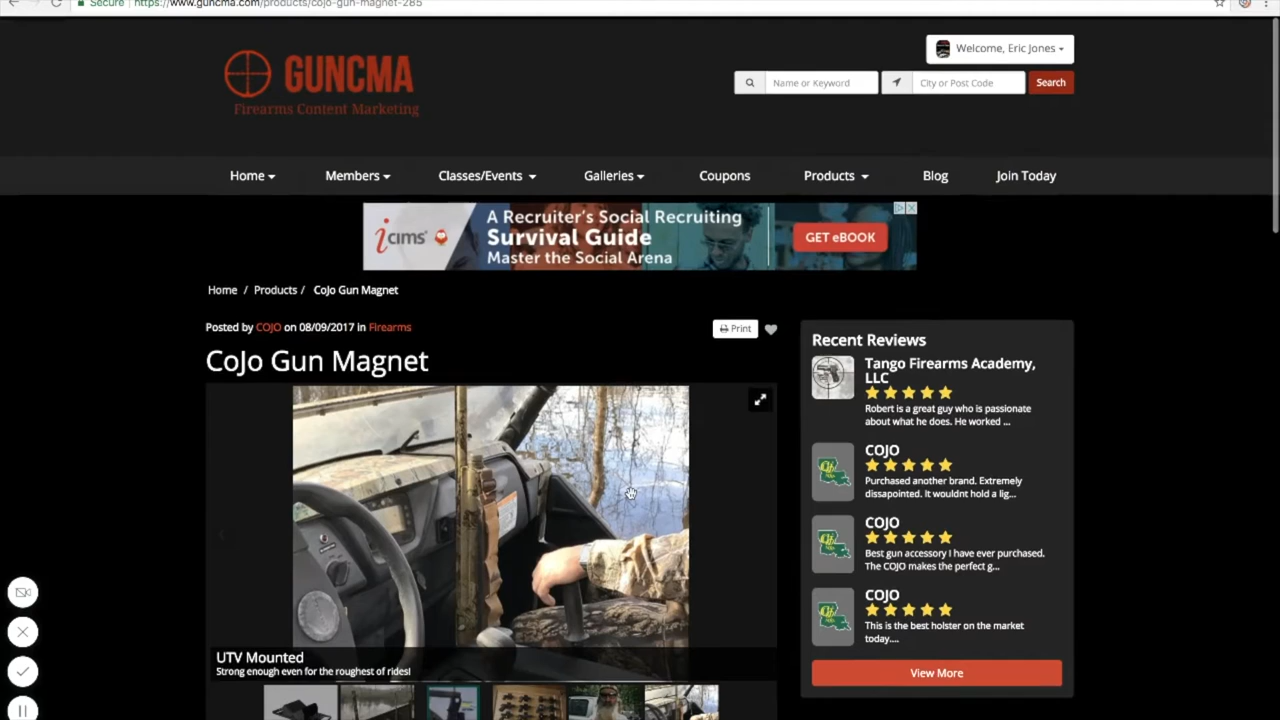 Secure
https://www.guncma.com/products/cojo-gun-magnet-285
GUNCMA
Firearms Content Marketing
Welcome, Eric Jones
Name or Keyword
City or Post Code
Search
Home
Members
Classes/Events
Galleries
Coupons
Products
Blog
Join Today
icims
A Recruiter's Social Recruiting
Survival Guide
Master the Social Arena
GET eBOOK
Home / Products / CoJo Gun Magnet
Posted by COJO on 08/09/2017 in Firearms
Print
CoJo Gun Magnet
UTV Mounted
Strong enough even for the roughest of rides!
Recent Reviews
Tango Firearms Academy,
LLC
Robert is a great guy who is passionate
about what he does. He worked ...
COJO
Purchased another brand. Extremely
dissapointed. It wouldnt hold a lig...
COJO
Best gun accessory I have ever purchased.
The COJO makes the perfect g...
COJO
This is the best holster on the market
today....
View More